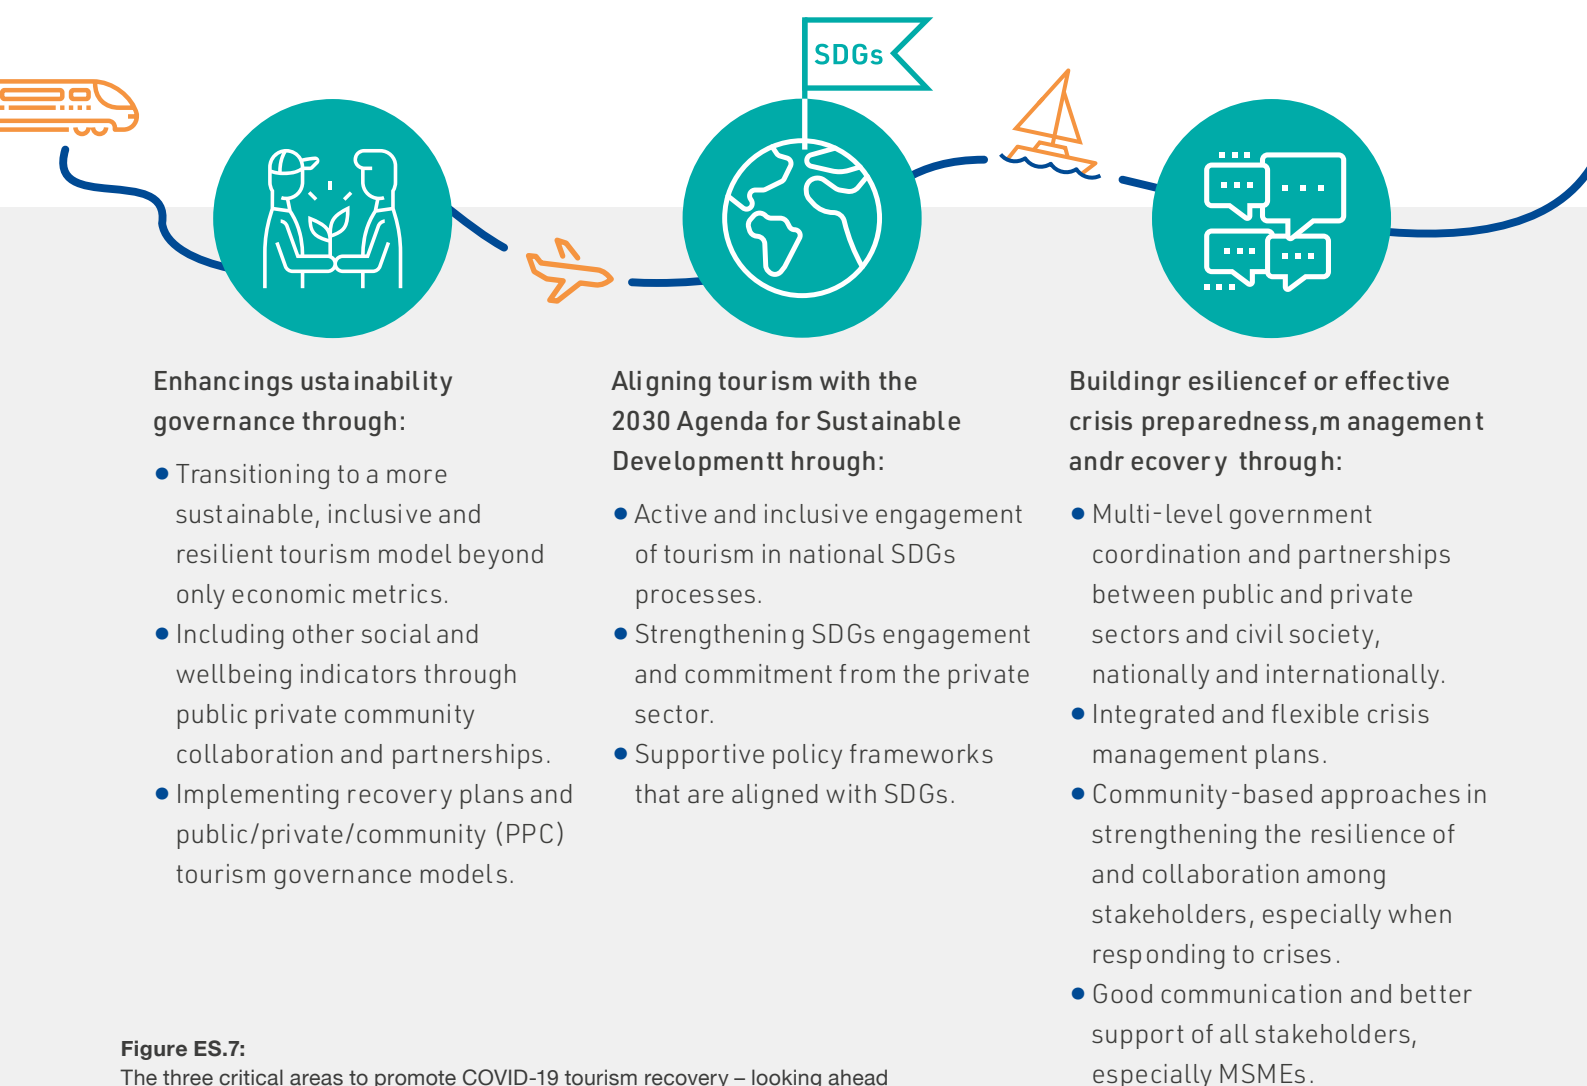 SDGs
Enhancings ustainability
governance through:
• Transitioning to a more
sustainable, inclusive and
resilient tourism model beyond
only economic metrics.
• Including other social and
wellbeing indicators through
public private community
collaboration and partnerships.
• Implementing recovery plans and
public/private/community (PPC)
tourism governance models.
Aligning tourism with the
2030 Agenda for Sustainable
Developmentt hrough:
• Active and inclusive engagement
of tourism in national SDGs
processes.
• Strengthening SDGs engagement
and commitment from the private
sector.
• Supportive policy frameworks
that are aligned with SDGs.
Buildingr esiliencef or effective
crisis preparedness,m anagement
andr ecovery through:
• Multi-level government
coordination and partnerships
between public and private
sectors and civil society,
nationally and internationally.
• Integrated and flexible crisis
management plans.
• Community-based approaches in
strengthening the resilience of
and collaboration among
stakeholders, especially when
responding to crises.
• Good communication and better
support of all stakeholders,
especially MSMEs.
Figure ES.7:
The three critical areas to promote COVID-19 tourism recovery – looking ahead